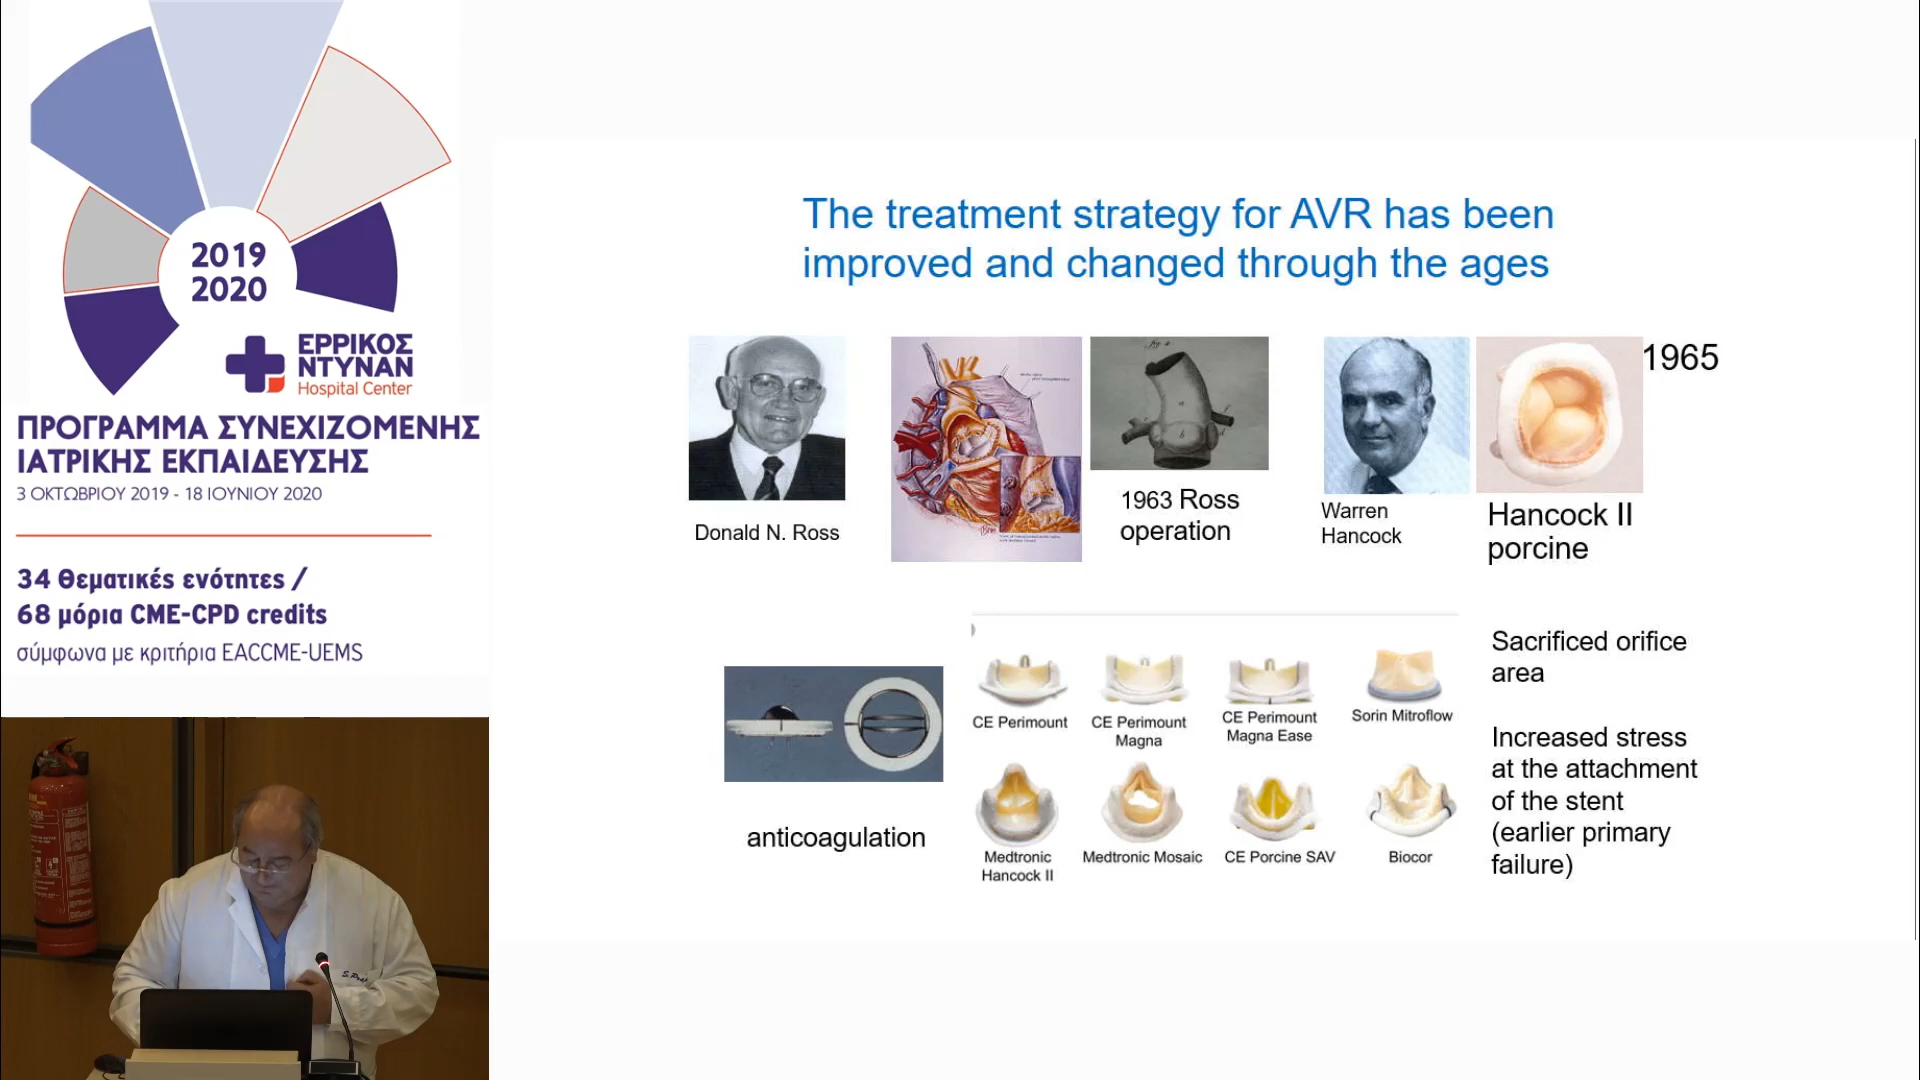 2019
2020
ΕΡΡΙΚΟΣ
ΝΤΥΝΑΝ
Hospital Center
ΠΡΟΓΡΑΜΜΑ ΣΥΝΕΧΙΖΟΜΕΝΗΣ
ΙΑΤΡΙΚΗΣ ΕΚΠΑΙΔΕΥΣΗΣ
3 ΟΚΤΩΒΡΙΟΥ 2019 - 18 ΙΟΥΝΙΟΥ 2020
34 θεματικές ενότητες /
68 μόρια CME-CPD credits
σύμφωνα με κριτήρια EACCME-UEMS
The treatment strategy for AVR has been
improved and changed through the ages
Donald N. Ross
1963 Ross
operation
Warren
Hancock
1965
Hancock II
porcine
anticoagulation
CE Perimount
CE Perimount
Magna
CE Perimount
Magna Ease
Sorin Mitroflow
Medtronic
Hancock II
Medtronic Mosaic
CE Porcine SAV
Biocor
Sacrificed orifice
area
Increased stress
at the attachment
of the stent
(earlier primary
failure)